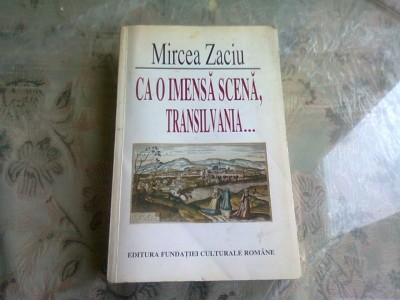 Mircea Zaciu
CA O IMENSĂ SCENĂ,
TRANSILVANIA...
EDITURA FUNDAȚIEI CULTURALE ROMÂNE